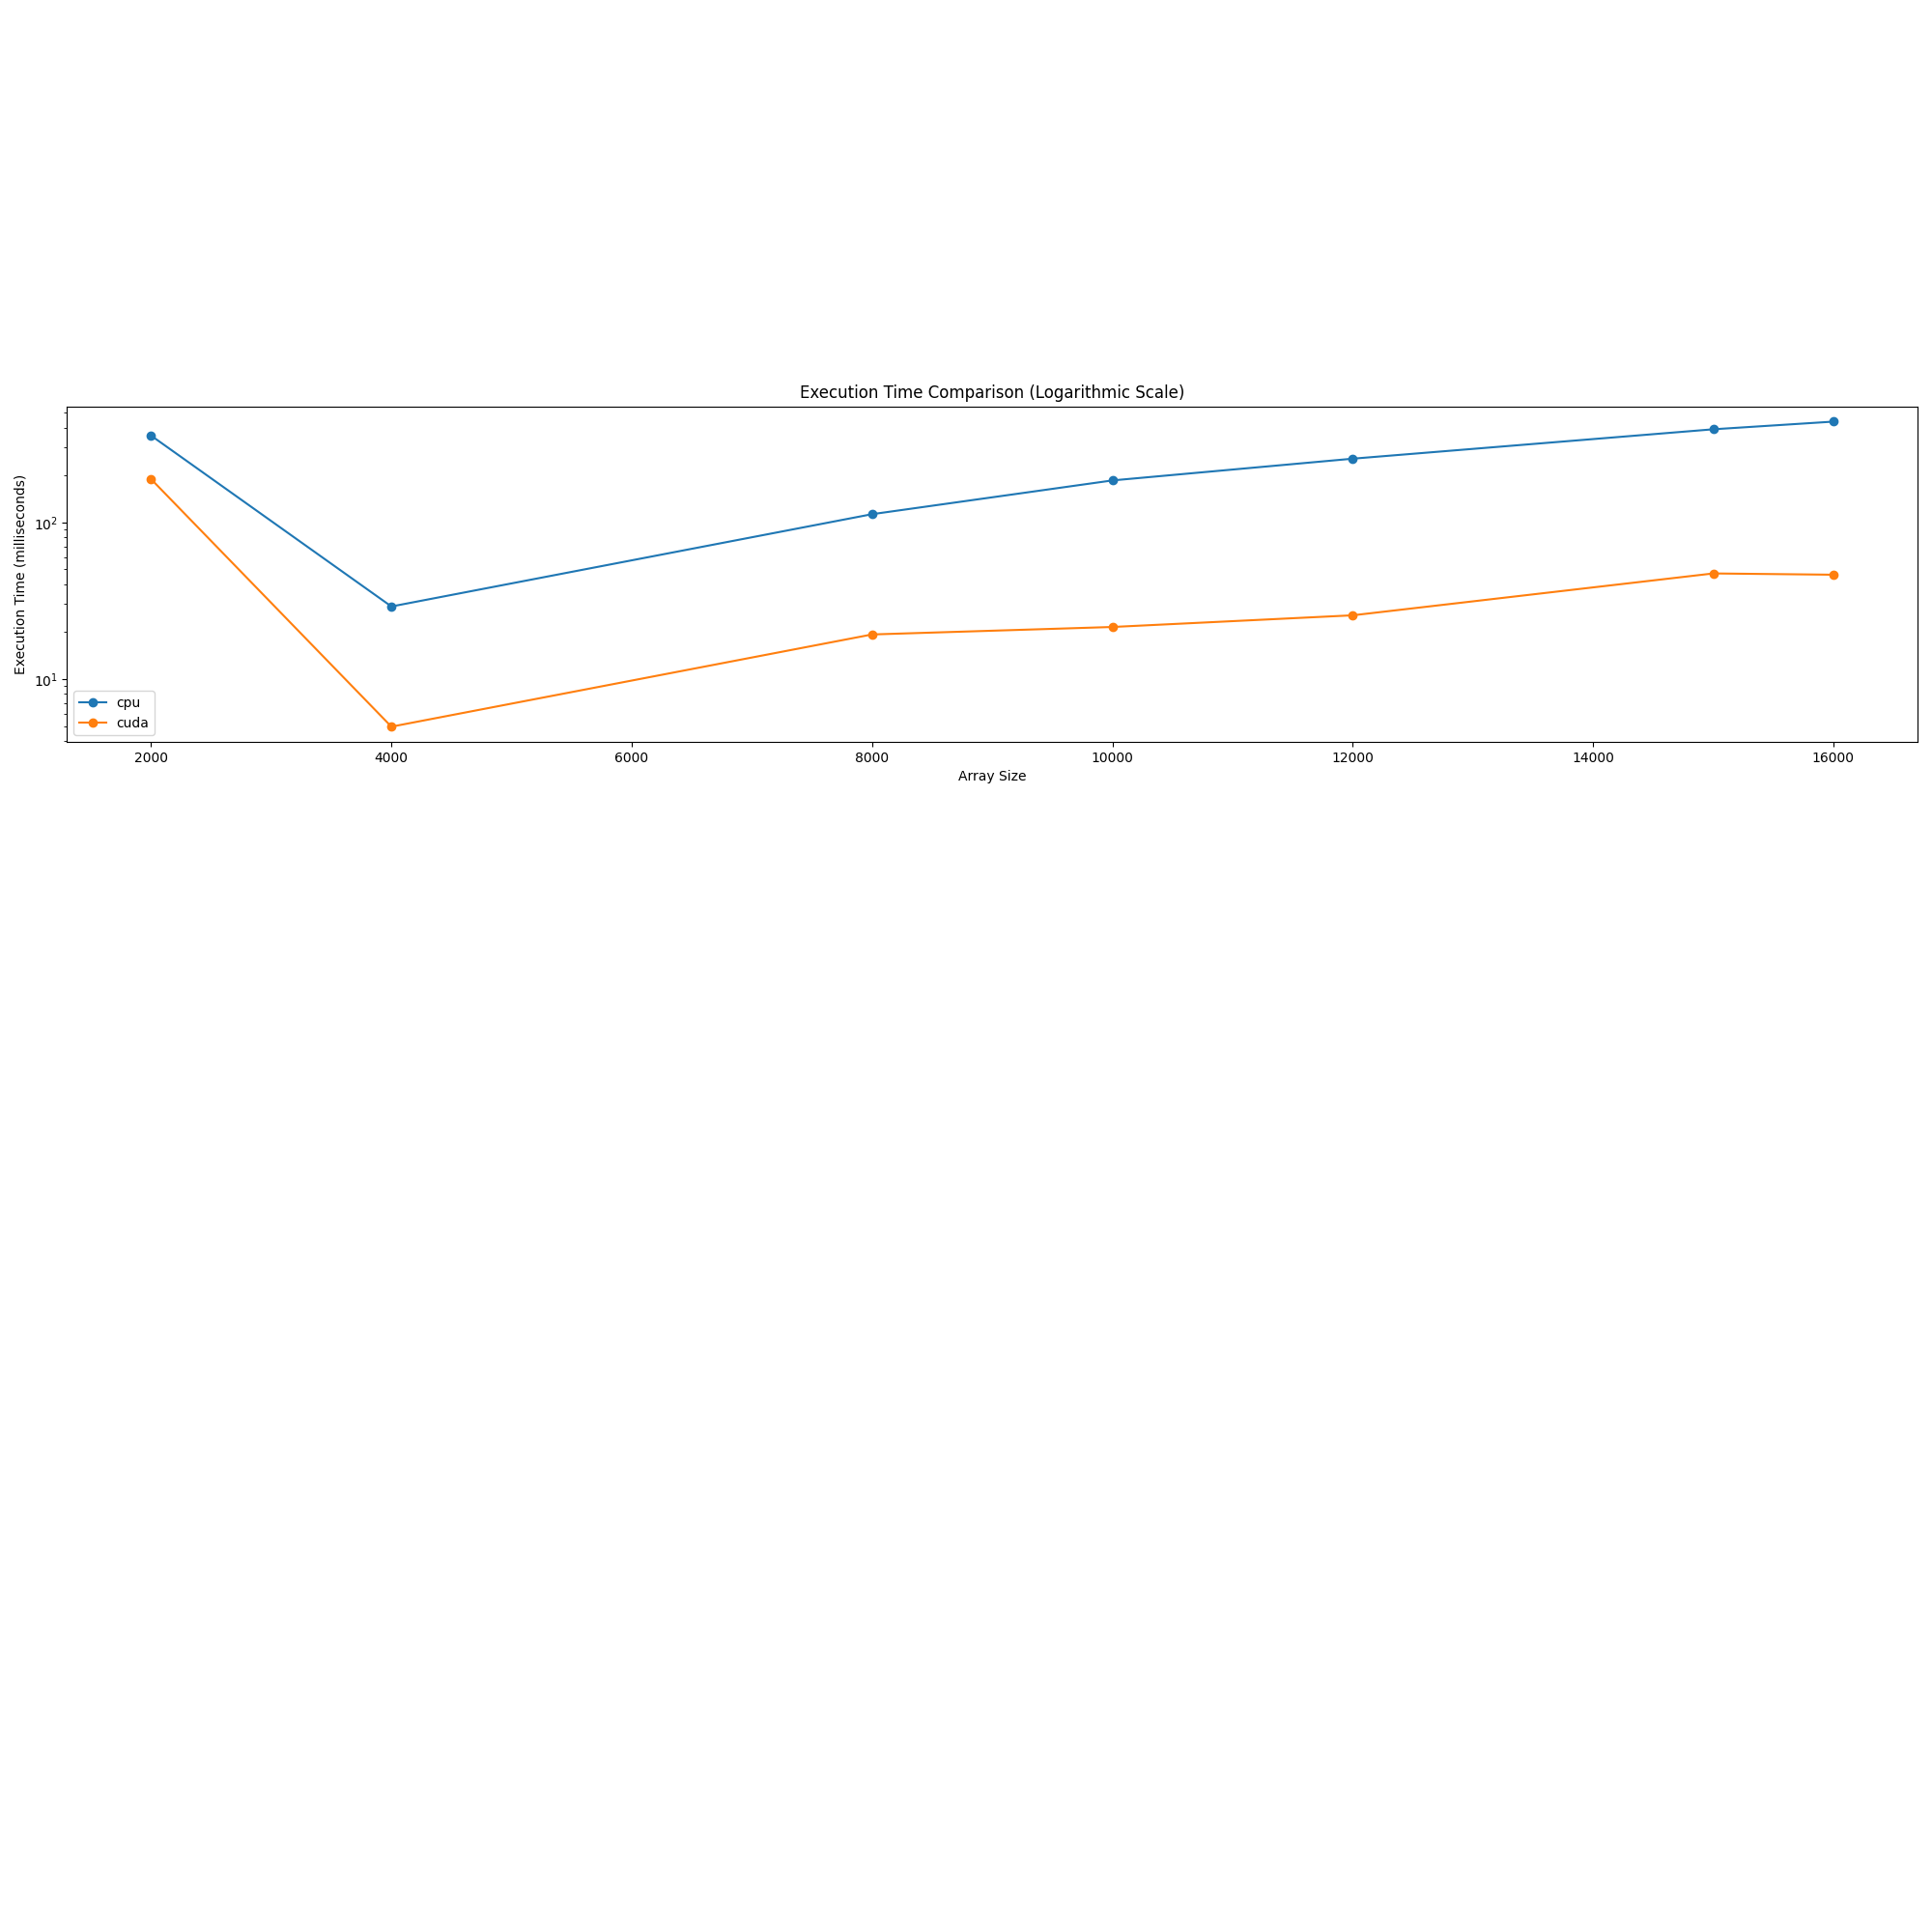 Execution Time Comparison (Logarithmic Scale)
Execution Time (milliseconds)
10²
10¹
cpu
cuda
2000 4000 6000 8000 10000 12000 14000 16000
Array Size